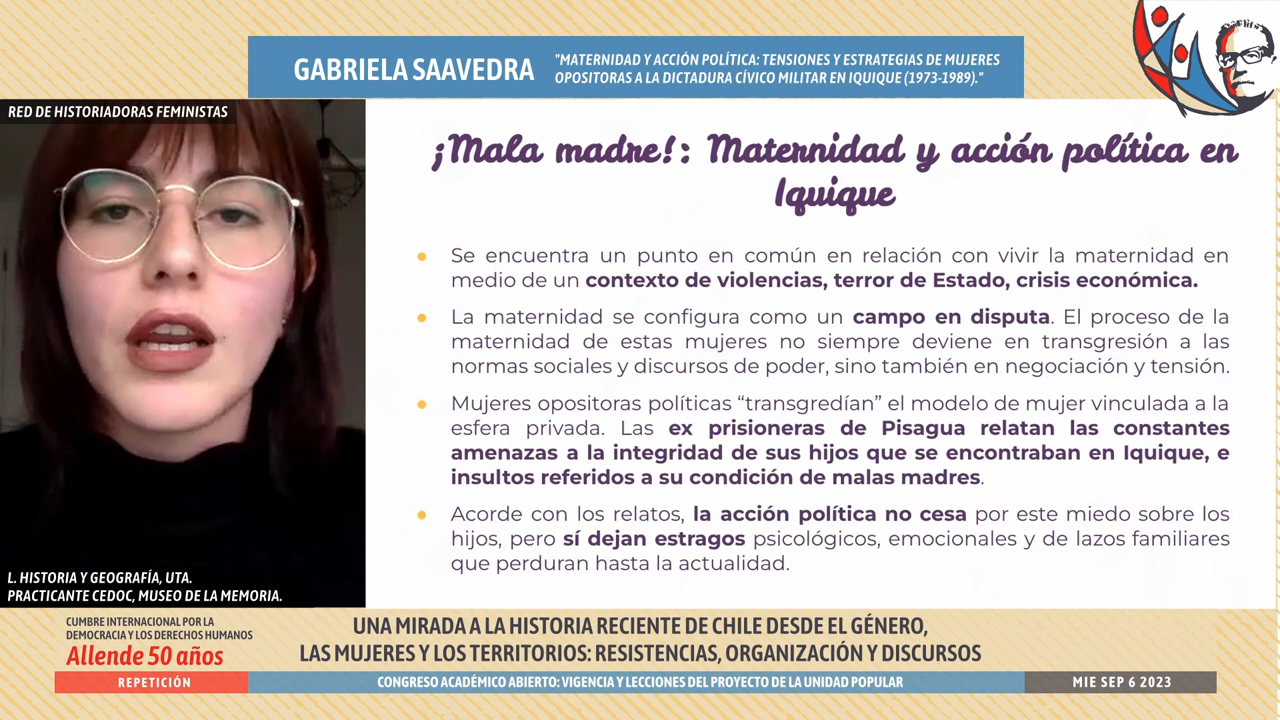 GABRIELA SAAVEDRA
"MATERNIDAD Y ACCIÓN POLÍTICA: TENSIONES Y ESTRATEGIAS DE MUJERES
OPOSITORAS A LA DICTADURA CÍVICO MILITAR EN IQUIQUE (1973-1989)."
RED DE HISTORIADORAS FEMINISTAS
¡Mala madre!: Maternidad y acción política en
Iquique
Se encuentra un punto en común en relación con vivir la maternidad en
medio de un contexto de violencias, terror de Estado, crisis económica.
La maternidad se configura como un campo en disputa. El proceso de la
maternidad de estas mujeres no siempre deviene en transgresión a las
normas sociales y discursos de poder, sino también en negociación y tensión.
Mujeres opositoras políticas “transgredían” el modelo de mujer vinculada a la
esfera privada. Las ex prisioneras de Pisagua relatan las constantes
amenazas a la integridad de sus hijos que se encontraban en Iquique, e
insultos referidos a su condición de malas madres.
Acorde con los relatos, la acción política no cesa por este miedo sobre los
hijos, pero sí dejan estragos psicológicos, emocionales y de lazos familiares
que perduran hasta la actualidad.
L. HISTORIA Y GEOGRAFÍA, UTA.
PRACTICANTE CEDOC, MUSEO DE LA MEMORIA.
CUMBRE INTERNACIONAL POR LA
DEMOCRACIA Y LOS DERECHOS HUMANOS
Allende 50 años
REPETICIÓN
UNA MIRADA A LA HISTORIA RECIENTE DE CHILE DESDE EL GÉNERO,
LAS MUJERES Y LOS TERRITORIOS: RESISTENCIAS, ORGANIZACIÓN Y DISCURSOS
CONGRESO ACADÉMICO ABIERTO: VIGENCIA Y LECCIONES DEL PROYECTO DE LA UNIDAD POPULAR
MIE SEP 6 2023